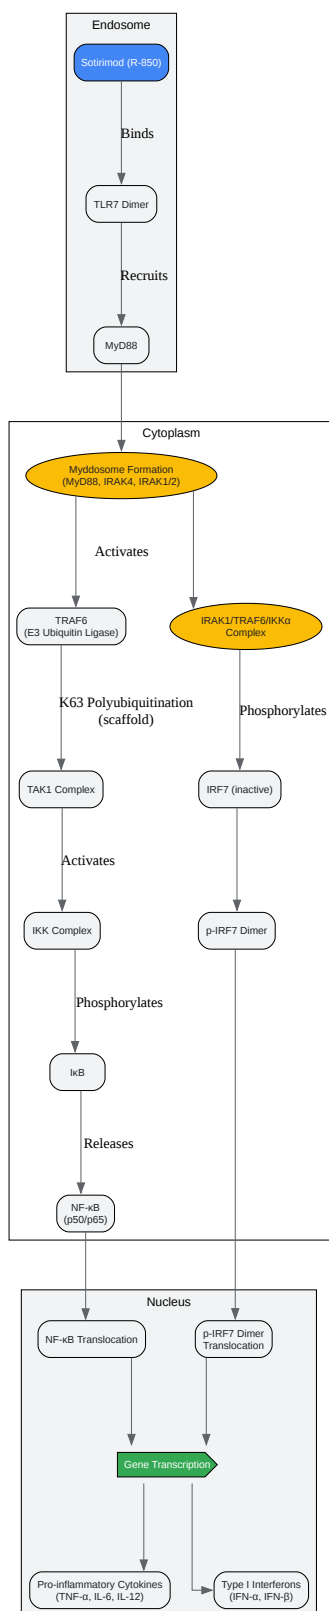 Endosome
Sotirimod (R-850)
Binds
TLR7 Dimer
Recruits
MyD88
Cytoplasm
Myddosome Formation
(MyD88, IRAK4, IRAK1/2)
Activates
TRAF6
(E3 Ubiquitin Ligase)
IRAK1/TRAF6/IKKα
Complex
K63 Polyubiquitination
(scaffold)
Phosphorylates
TAK1 Complex
IRF7 (inactive)
Activates
IKK Complex
p-IRF7 Dimer
Phosphorylates
IκB
Releases
NF-κB
(p50/p65)
Nucleus
NF-κB Translocation
p-IRF7 Dimer
Translocation
Gene Transcription
Pro-inflammatory Cytokines
(TNF-α, IL-6, IL-12)
Type I Interferons
(IFN-α, IFN-β)